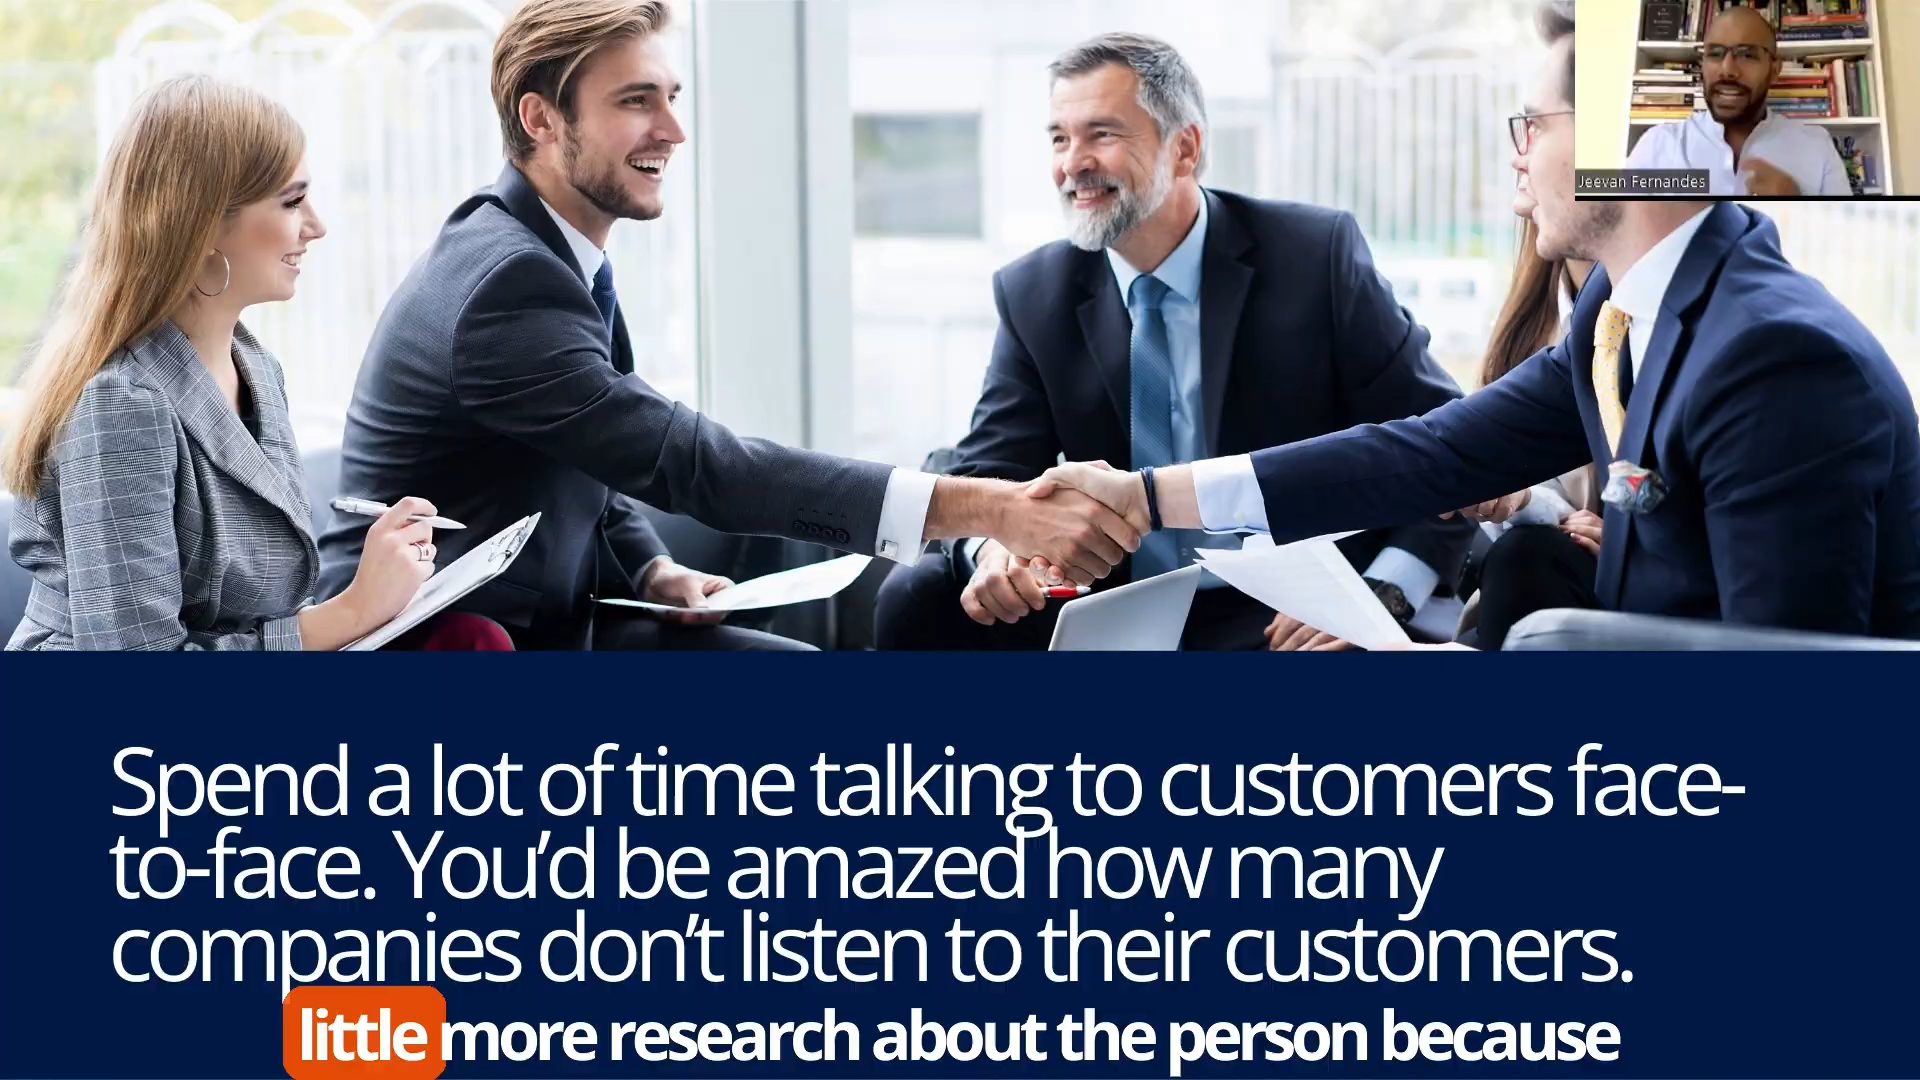 Jeevan Fernandes
Spend a lot of time talking to customers face-
to-face. You’d be amazed how many
companies don’t listen to their customers.
little more research about the person because